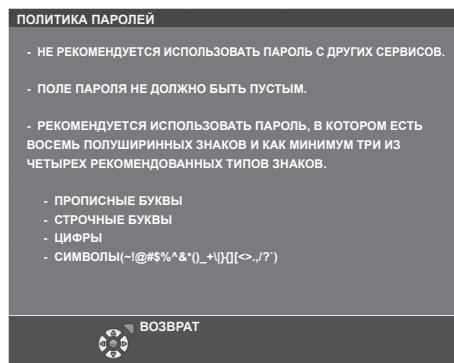 ПОЛИТИКА ПАРОЛЕЙ
- НЕ РЕКОМЕНДУЕТСЯ ИСПОЛЬЗОВАТЬ ПАРОЛЬ С ДРУГИХ СЕРВИСОВ.
- ПОЛЕ ПАРОЛЯ НЕ ДОЛЖНО БЫТЬ ПУСТЫМ.
- РЕКОМЕНДУЕТСЯ ИСПОЛЬЗОВАТЬ ПАРОЛЬ, В КОТОРОМ ЕСТЬ
ВОСЕМЬ ПОЛУШИРИННЫХ ЗНАКОВ И КАК МИНИМУМ ТРИ ИЗ
ЧЕТЫРЕХ РЕКОМЕНДОВАННЫХ ТИПОВ ЗНАКОВ.
- ПРОПИСНЫЕ БУКВЫ
- СТРОЧНЫЕ БУКВЫ
- ЦИФРЫ
- СИМВОЛЫ(~!@#$%^&*()_+\|}{][<>.,/?`)
ВОЗВРАТ